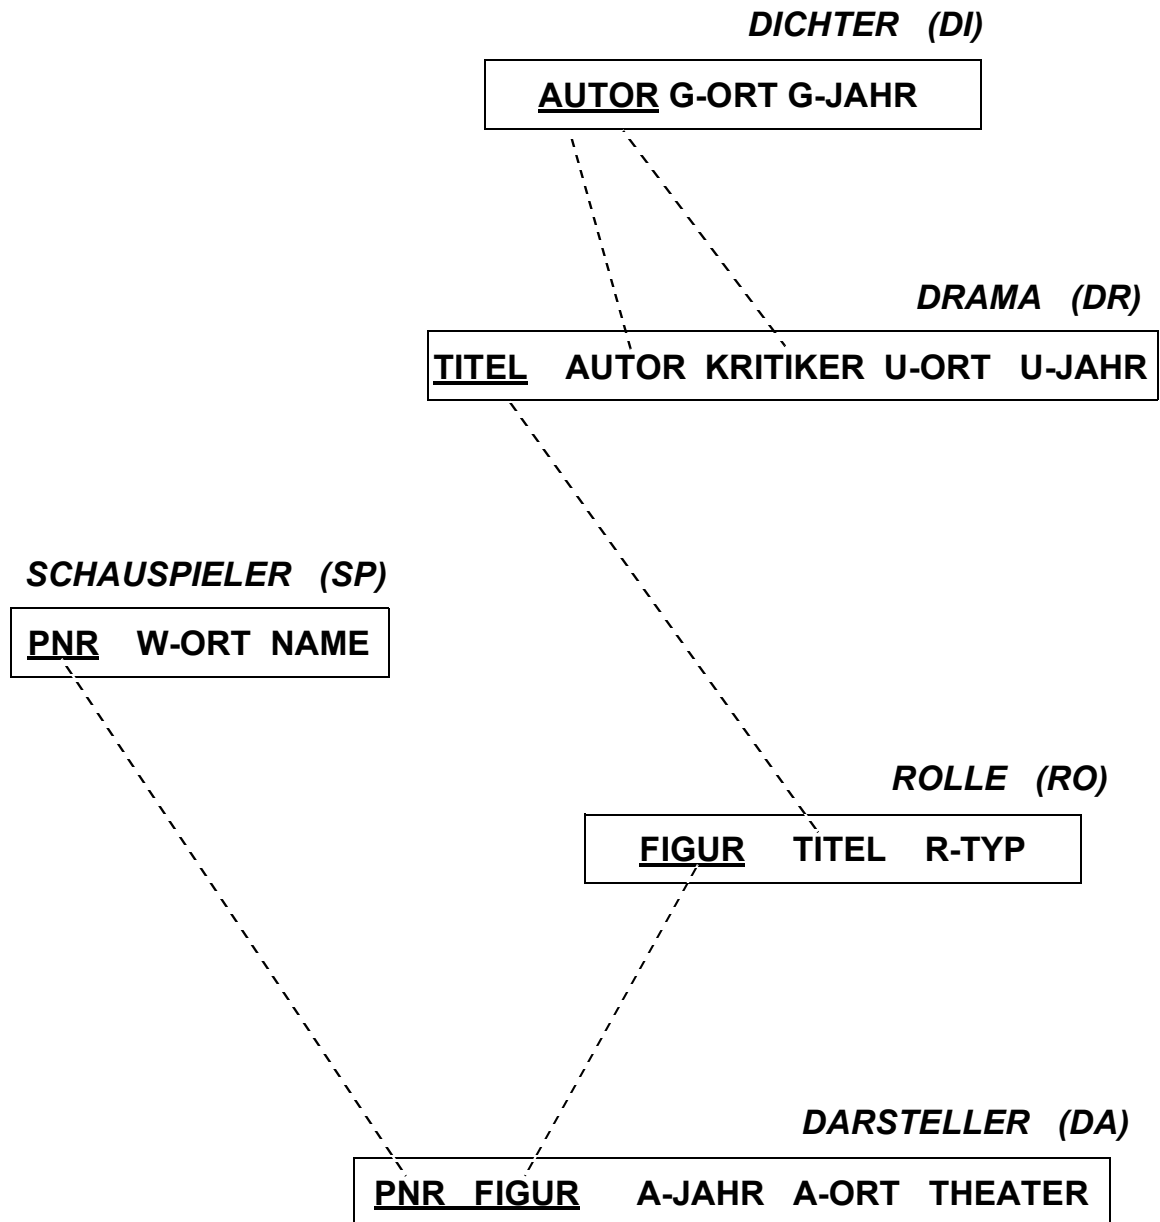 DICHTER (DI)
AUTOR G-ORT G-JAHR
DRAMA (DR)
TITEL AUTOR KRITIKER U-ORT U-JAHR
SCHAUSPIELER (SP)
PNR W-ORT NAME
ROLLE (RO)
FIGUR TITEL R-TYP
DARSTELLER (DA)
PNR FIGUR A-JAHR A-ORT THEATER